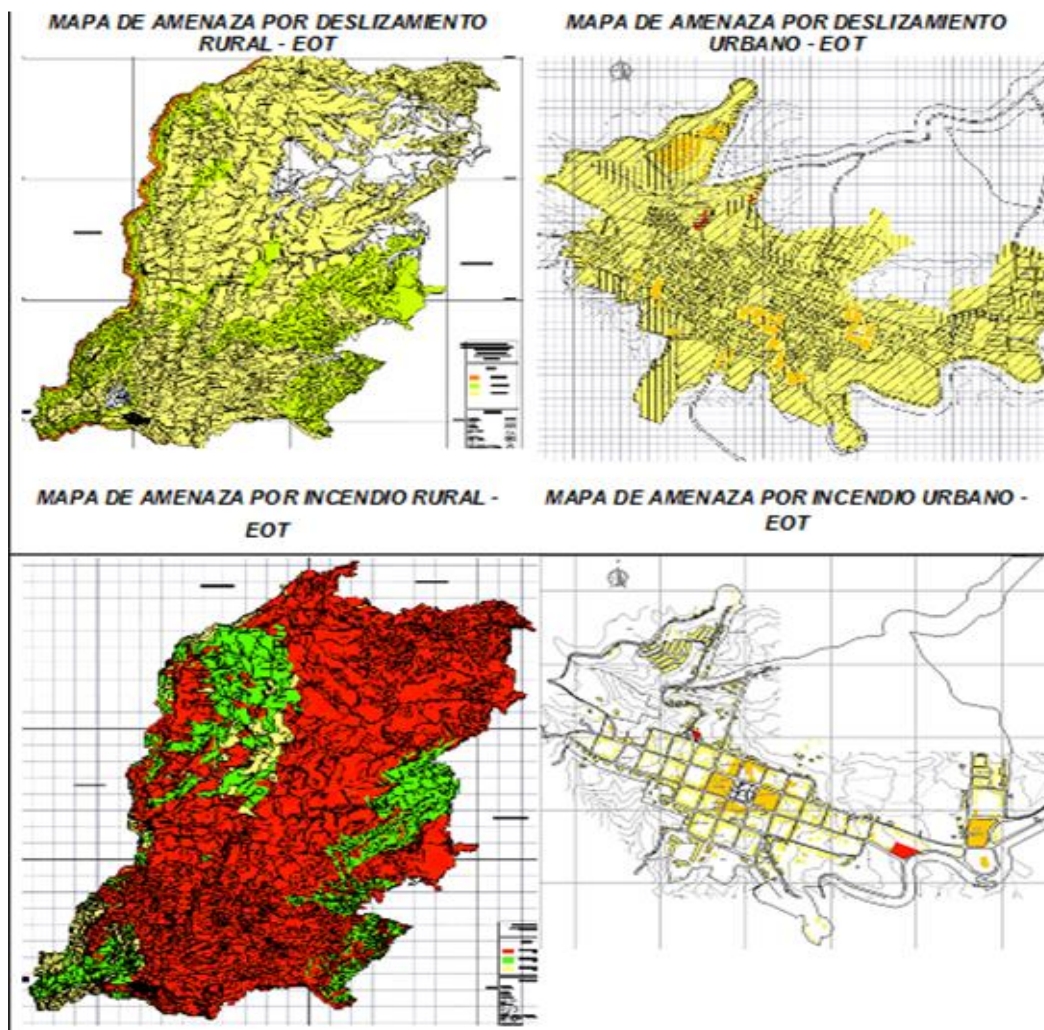 MAPA DE AMENAZA POR DESLIZAMIENTO
RURAL - EOT
MAPA DE AMENAZA POR DESLIZAMIENTO
URBANO - EOT
MAPA DE AMENAZA POR INCENDIO RURAL -
EOT
MAPA DE AMENAZA POR INCENDIO URBANO -
EOT